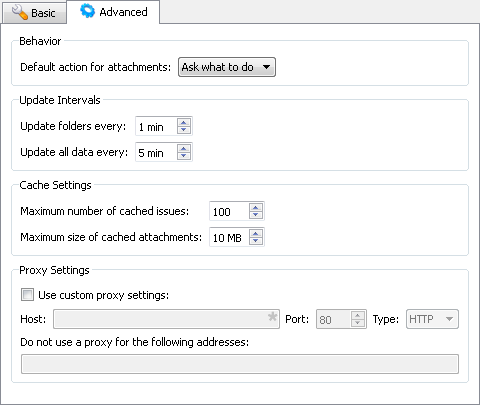 Basic Advanced
Behavior
Default action for attachments: Ask what to do
Update Intervals
Update folders every: 1 min
Update all data every: 5 min
Cache Settings
Maximum number of cached issues: 100
Maximum size of cached attachments: 10 MB
Proxy Settings
Use custom proxy settings:
Host: * Port: 80 Type: HTTP
Do not use a proxy for the following addresses: